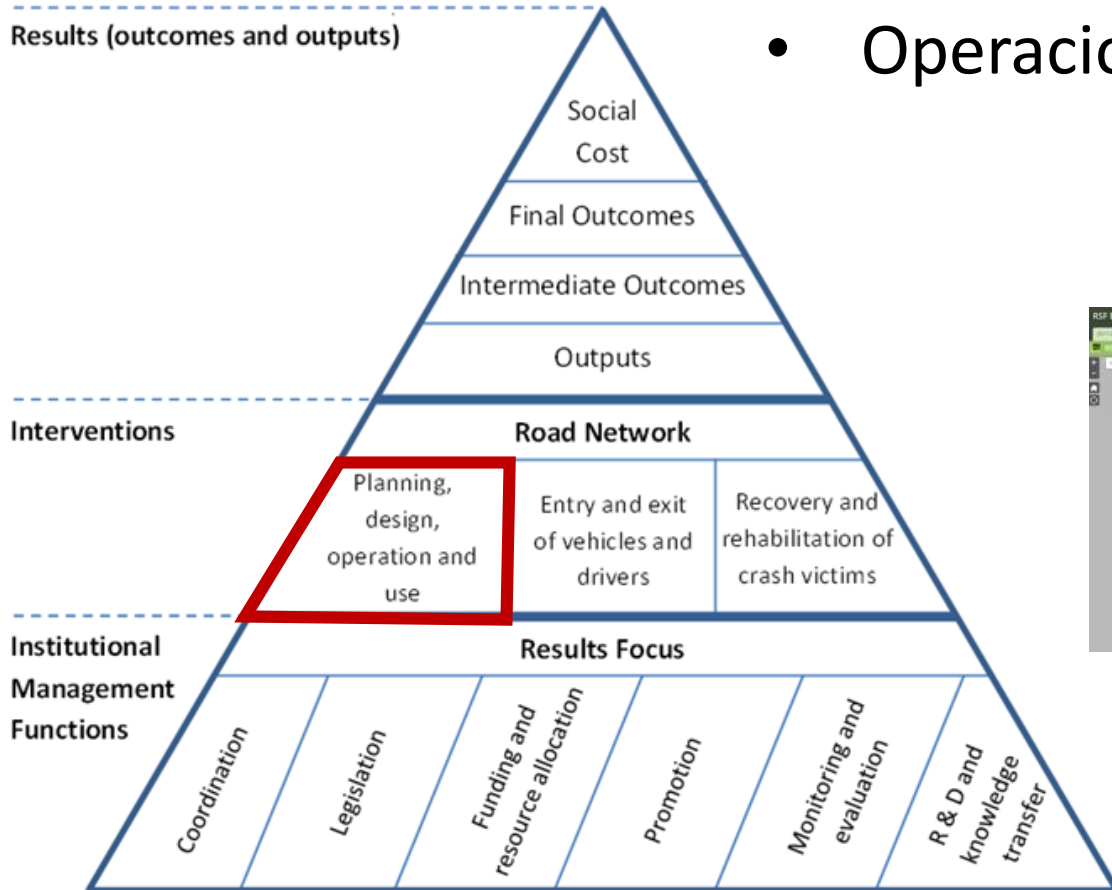 Results (outcomes and outputs)
• Operacio
Social
Cost
Final Outcomes
Intermediate Outcomes
Outputs
Interventions
Road Network
Planning,
design,
operation and
use
Entry and exit
of vehicles and
drivers
Recovery and
rehabilitation of
crash victims
Institutional
Management
Functions
Results Focus
Coordination
Legislation
Funding and
resource allocation
Promotion
Monitoring and
evaluation
R & D and
knowledge
transfer
RSF